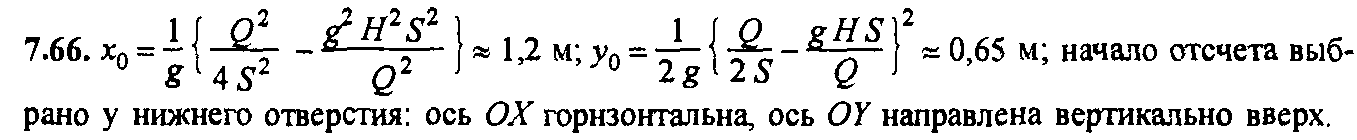 7.66. x₀ = 1/g { Q²/4S² − g²H²S²/Q² } ≈ 1,2 м; y₀ = 1/2g { Q/2S − gHS/Q }² ≈ 0,65 м; начало отсчета выб-
рано у нижнего отверстия: ось OX горизонтальна, ось OY направлена вертикально вверх.